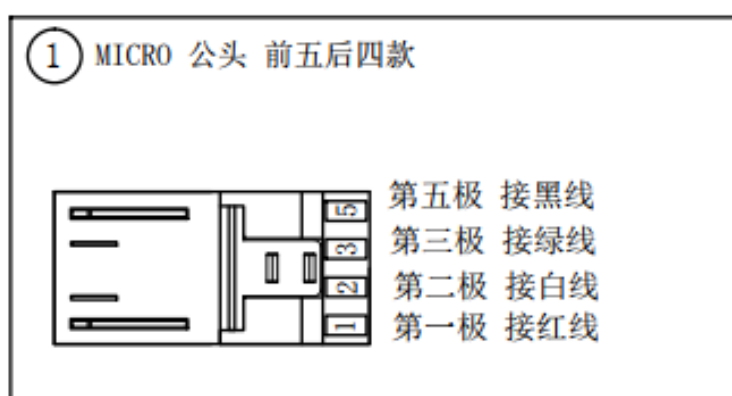 1 MICRO 公头 前五后四款
5 第五极 接黑线
3 第三极 接绿线
2 第二极 接白线
1 第一极 接红线